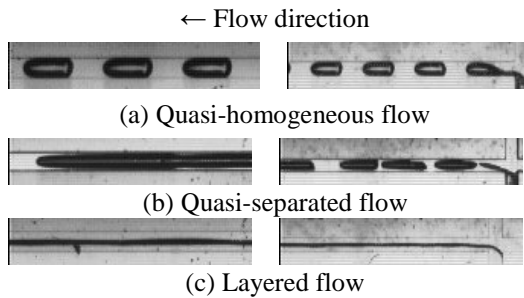 ← Flow direction
(a) Quasi-homogeneous flow
(b) Quasi-separated flow
(c) Layered flow